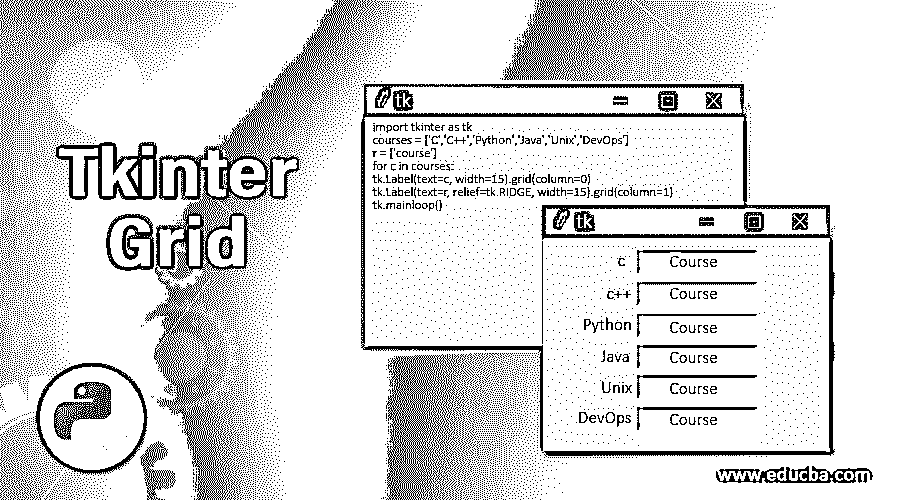 Tkinter
Grid
tk
import tkinter as tk
courses = ['C','C++','Python','Java','Unix','DevOps']
r = ['course']
for c in courses:
tk.Label(text=c, width=15).grid(column=0)
tk.Label(text=r, relief=tk.RIDGE, width=15).grid(column=1)
tk.mainloop()
tk
c Course
c++ Course
Python Course
Java Course
Unix Course
DevOps Course
www.educba.com